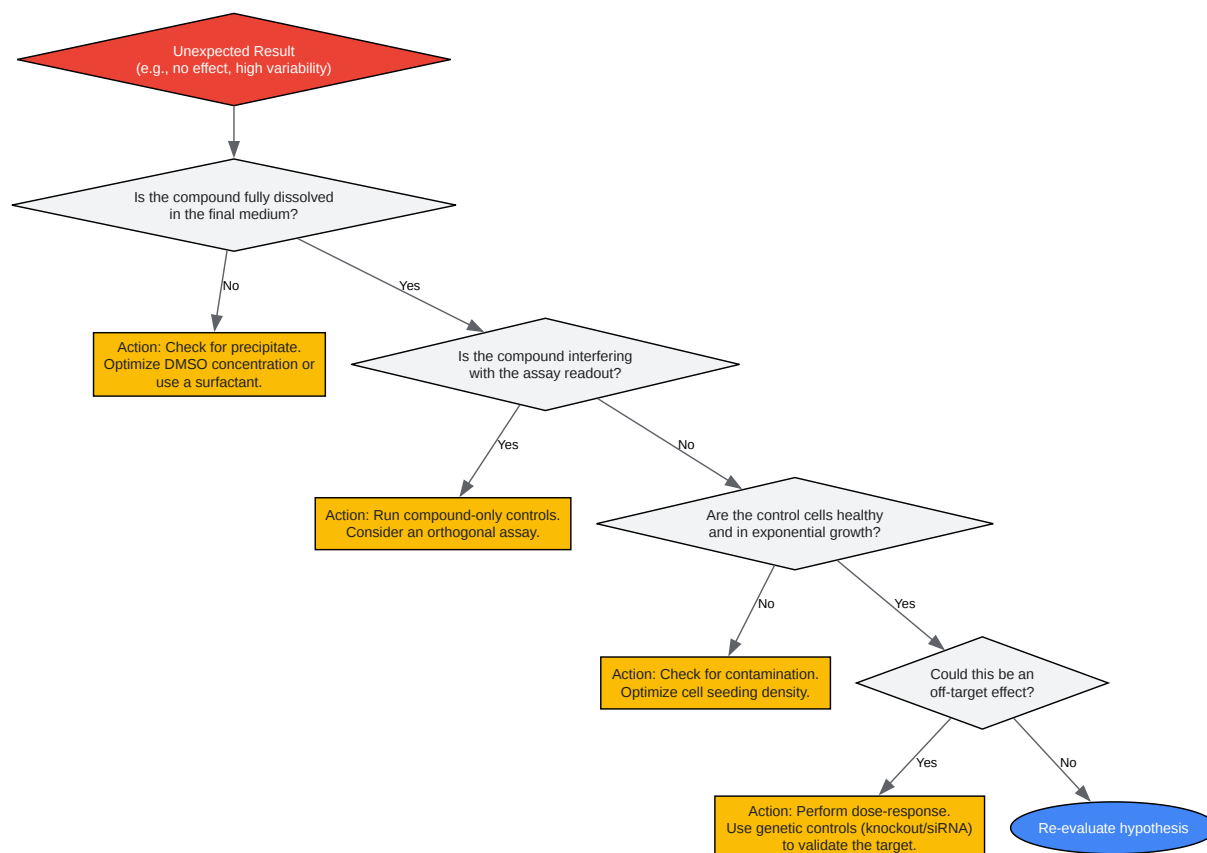 Unexpected Result
(e.g., no effect, high variability)
Is the compound fully dissolved
in the final medium?
No
Yes
Action: Check for precipitate.
Optimize DMSO concentration or
use a surfactant.
Is the compound interfering
with the assay readout?
Yes
No
Action: Run compound-only controls.
Consider an orthogonal assay.
Are the control cells healthy
and in exponential growth?
No
Yes
Action: Check for contamination.
Optimize cell seeding density.
Could this be an
off-target effect?
Yes
No
Action: Perform dose-response.
Use genetic controls (knockout/siRNA)
to validate the target.
Re-evaluate hypothesis